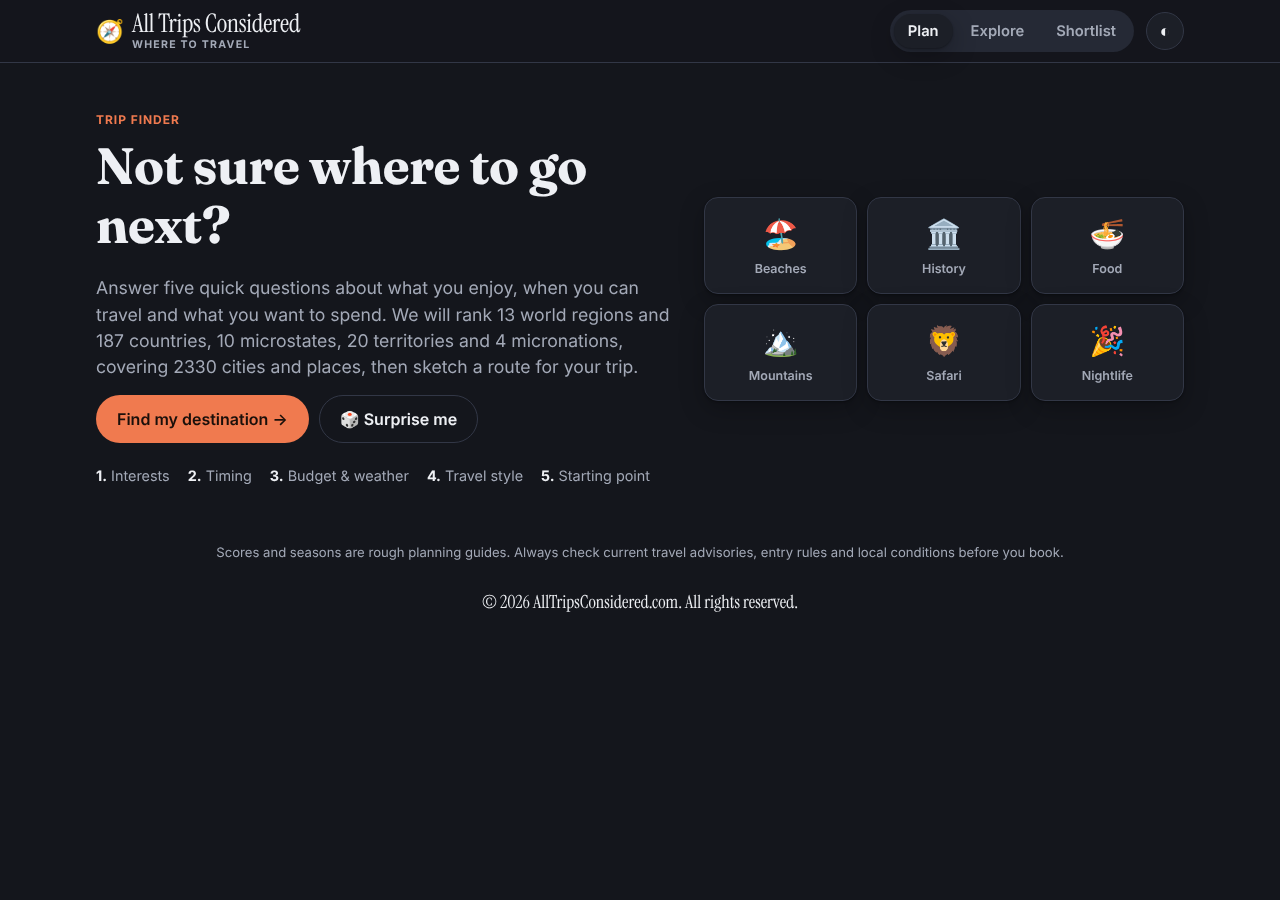 All Trips Considered
WHERE TO TRAVEL
Plan
Explore
Shortlist
TRIP FINDER
Not sure where to go
next?
Answer five quick questions about what you enjoy, when you can
travel and what you want to spend. We will rank 13 world regions and
187 countries, 10 microstates, 20 territories and 4 micronations,
covering 2330 cities and places, then sketch a route for your trip.
Find my destination →
Surprise me
1. Interests 2. Timing 3. Budget & weather 4. Travel style 5. Starting point
Beaches
History
Food
Mountains
Safari
Nightlife
Scores and seasons are rough planning guides. Always check current travel advisories, entry rules and local conditions before you book.
© 2026 AllTripsConsidered.com. All rights reserved.